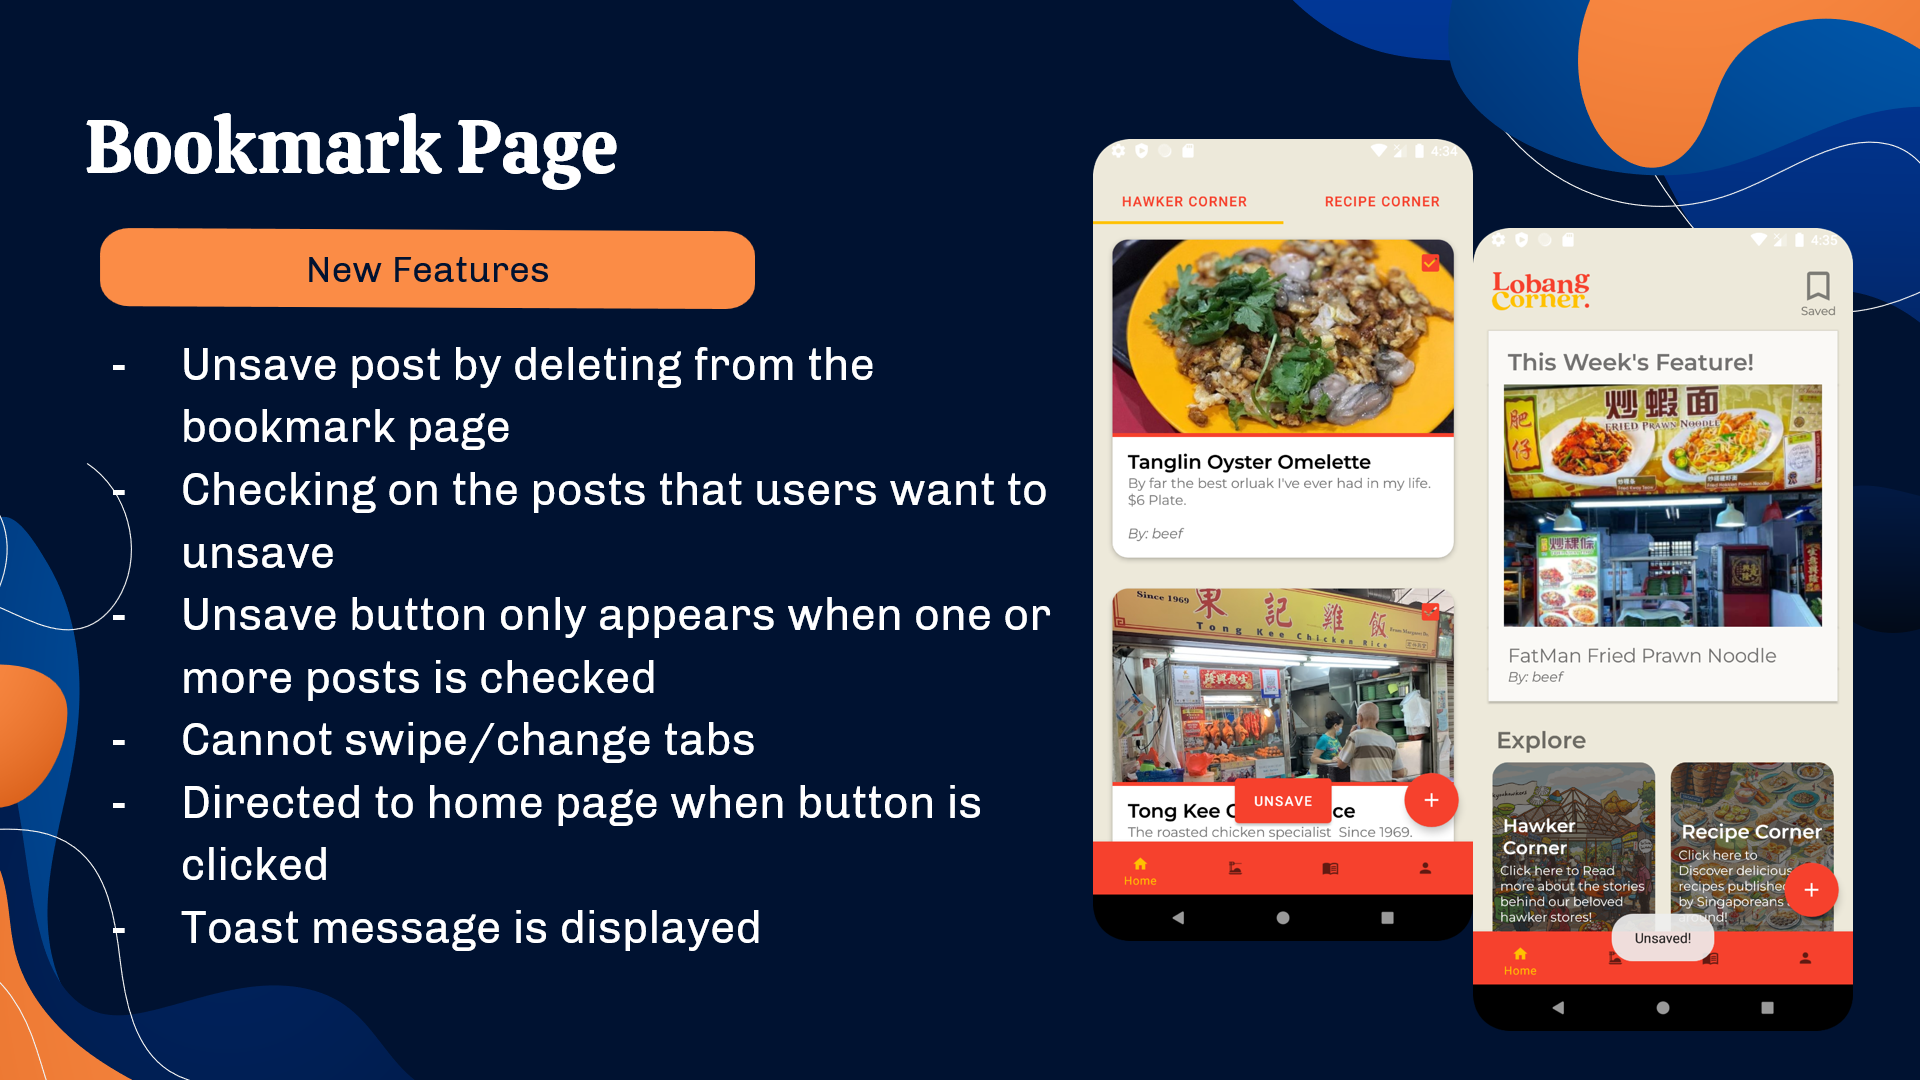 Bookmark Page
New Features
- Unsave post by deleting from the
bookmark page
- Checking on the posts that users want to
unsave
- Unsave button only appears when one or
more posts is checked
- Cannot swipe/change tabs
- Directed to home page when button is
clicked
- Toast message is displayed
4:34
HAWKER CORNER
RECIPE CORNER
Tanglin Oyster Omelette
By far the best orluak I've ever had in my life.
$6 Plate.
By: beef
Since 1969
東記雞飯
Tong Kee Chicken Rice
UNSAVE
+
Tong Kee C
ce
The roasted chicken specialist Since 1969.
Home
4:35
Lobang
Corner.
Saved
This Week's Feature!
肥仔
炒蝦面
FRIED PRAWN NOODLE
炒粿條
FatMan Fried Prawn Noodle
By: beef
Explore
Hawker
Corner
Click here to Read
more about the stories
behind our beloved
hawker stores!
Recipe Corner
Click here to
Discover delicious
recipes publishe
by Singaporeans
around!
+
Unsaved!
Home